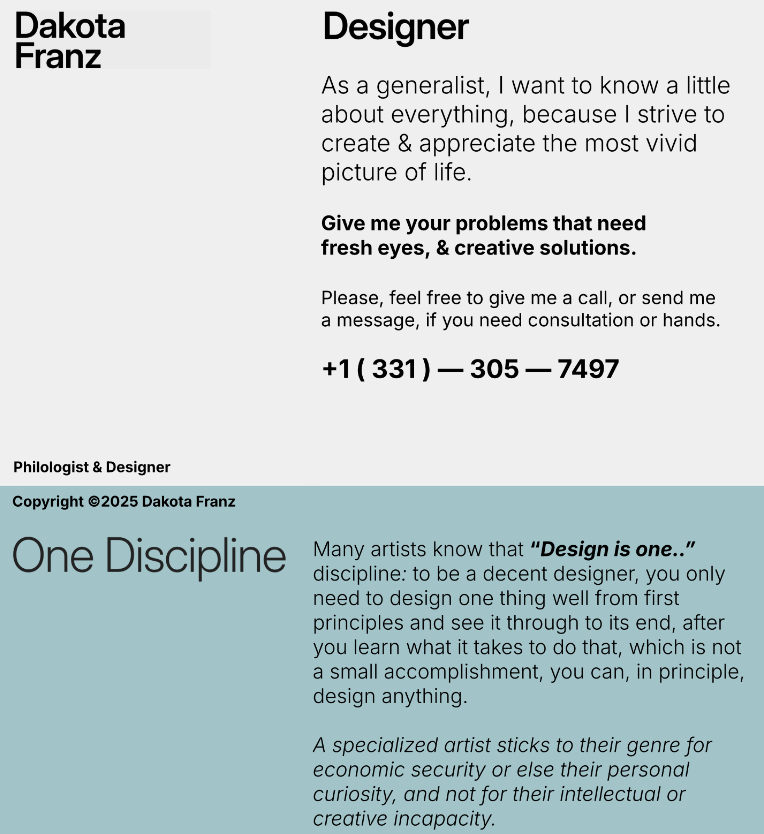 Dakota
Franz
Designer
As a generalist, I want to know a little
about everything, because I strive to
create & appreciate the most vivid
picture of life.
Give me your problems that need
fresh eyes, & creative solutions.
Please, feel free to give me a call, or send me
a message, if you need consultation or hands.
+1 ( 331 ) — 305 — 7497
Philologist & Designer
Copyright ©2025 Dakota Franz
One Discipline
Many artists know that “Design is one..”
discipline: to be a decent designer, you only
need to design one thing well from first
principles and see it through to its end, after
you learn what it takes to do that, which is not
a small accomplishment, you can, in principle,
design anything.
A specialized artist sticks to their genre for
economic security or else their personal
curiosity, and not for their intellectual or
creative incapacity.